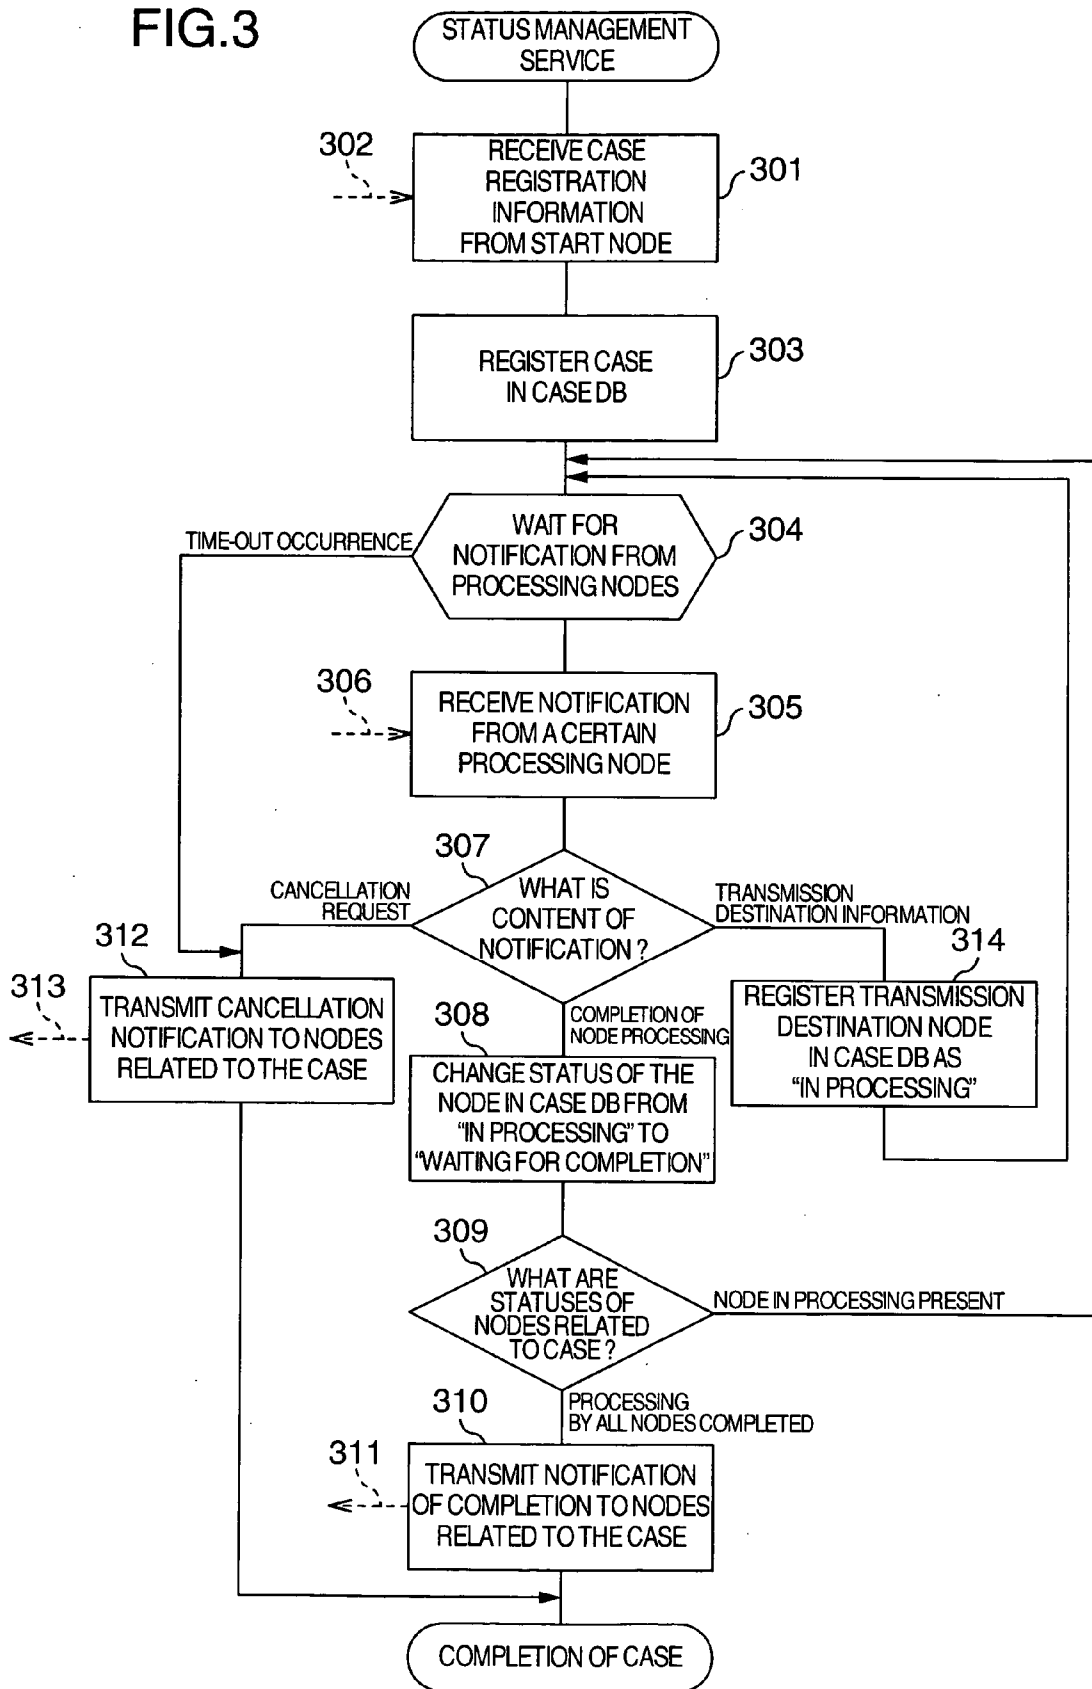 FIG.3
STATUS MANAGEMENT
SERVICE
302
RECEIVE CASE
REGISTRATION
INFORMATION
FROM START NODE
301
REGISTER CASE
IN CASE DB
303
TIME-OUT OCCURRENCE
WAIT FOR
NOTIFICATION FROM
PROCESSING NODES
304
306
RECEIVE NOTIFICATION
FROM A CERTAIN
PROCESSING NODE
305
307
CANCELLATION
REQUEST
WHAT IS
CONTENT OF
NOTIFICATION ?
TRANSMISSION
DESTINATION INFORMATION
312
313
TRANSMIT CANCELLATION
NOTIFICATION TO NODES
RELATED TO THE CASE
314
REGISTER TRANSMISSION
DESTINATION NODE
IN CASE DB AS
“IN PROCESSING”
COMPLETION OF
NODE PROCESSING
308
CHANGE STATUS OF THE
NODE IN CASE DB FROM
“IN PROCESSING” TO
“WAITING FOR COMPLETION”
309
WHAT ARE
STATUSES OF
NODES RELATED
TO CASE ?
NODE IN PROCESSING PRESENT
PROCESSING
BY ALL NODES COMPLETED
310
311
TRANSMIT NOTIFICATION
OF COMPLETION TO NODES
RELATED TO THE CASE
COMPLETION OF CASE